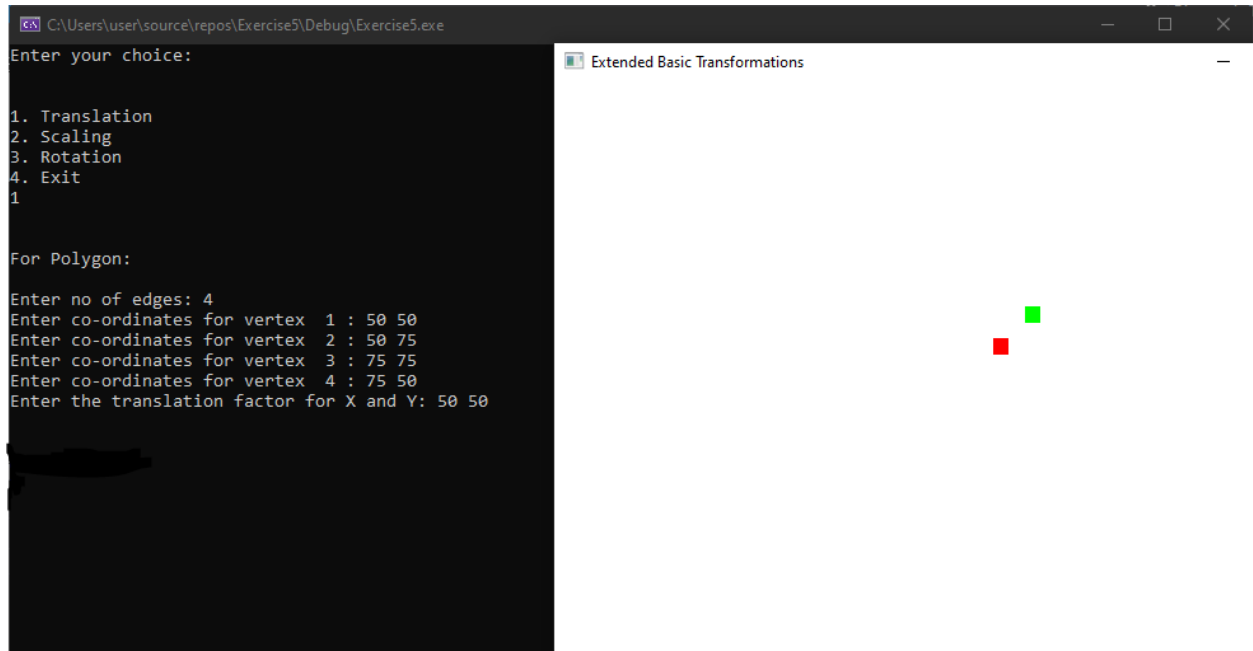 C:\Users\user\source\repos\Exercise5\Debug\Exercise5.exe
Enter your choice:
1. Translation
2. Scaling
3. Rotation
4. Exit
1
For Polygon:
Enter no of edges: 4
Enter co-ordinates for vertex  1 : 50 50
Enter co-ordinates for vertex  2 : 50 75
Enter co-ordinates for vertex  3 : 75 75
Enter co-ordinates for vertex  4 : 75 50
Enter the translation factor for X and Y: 50 50
Extended Basic Transformations